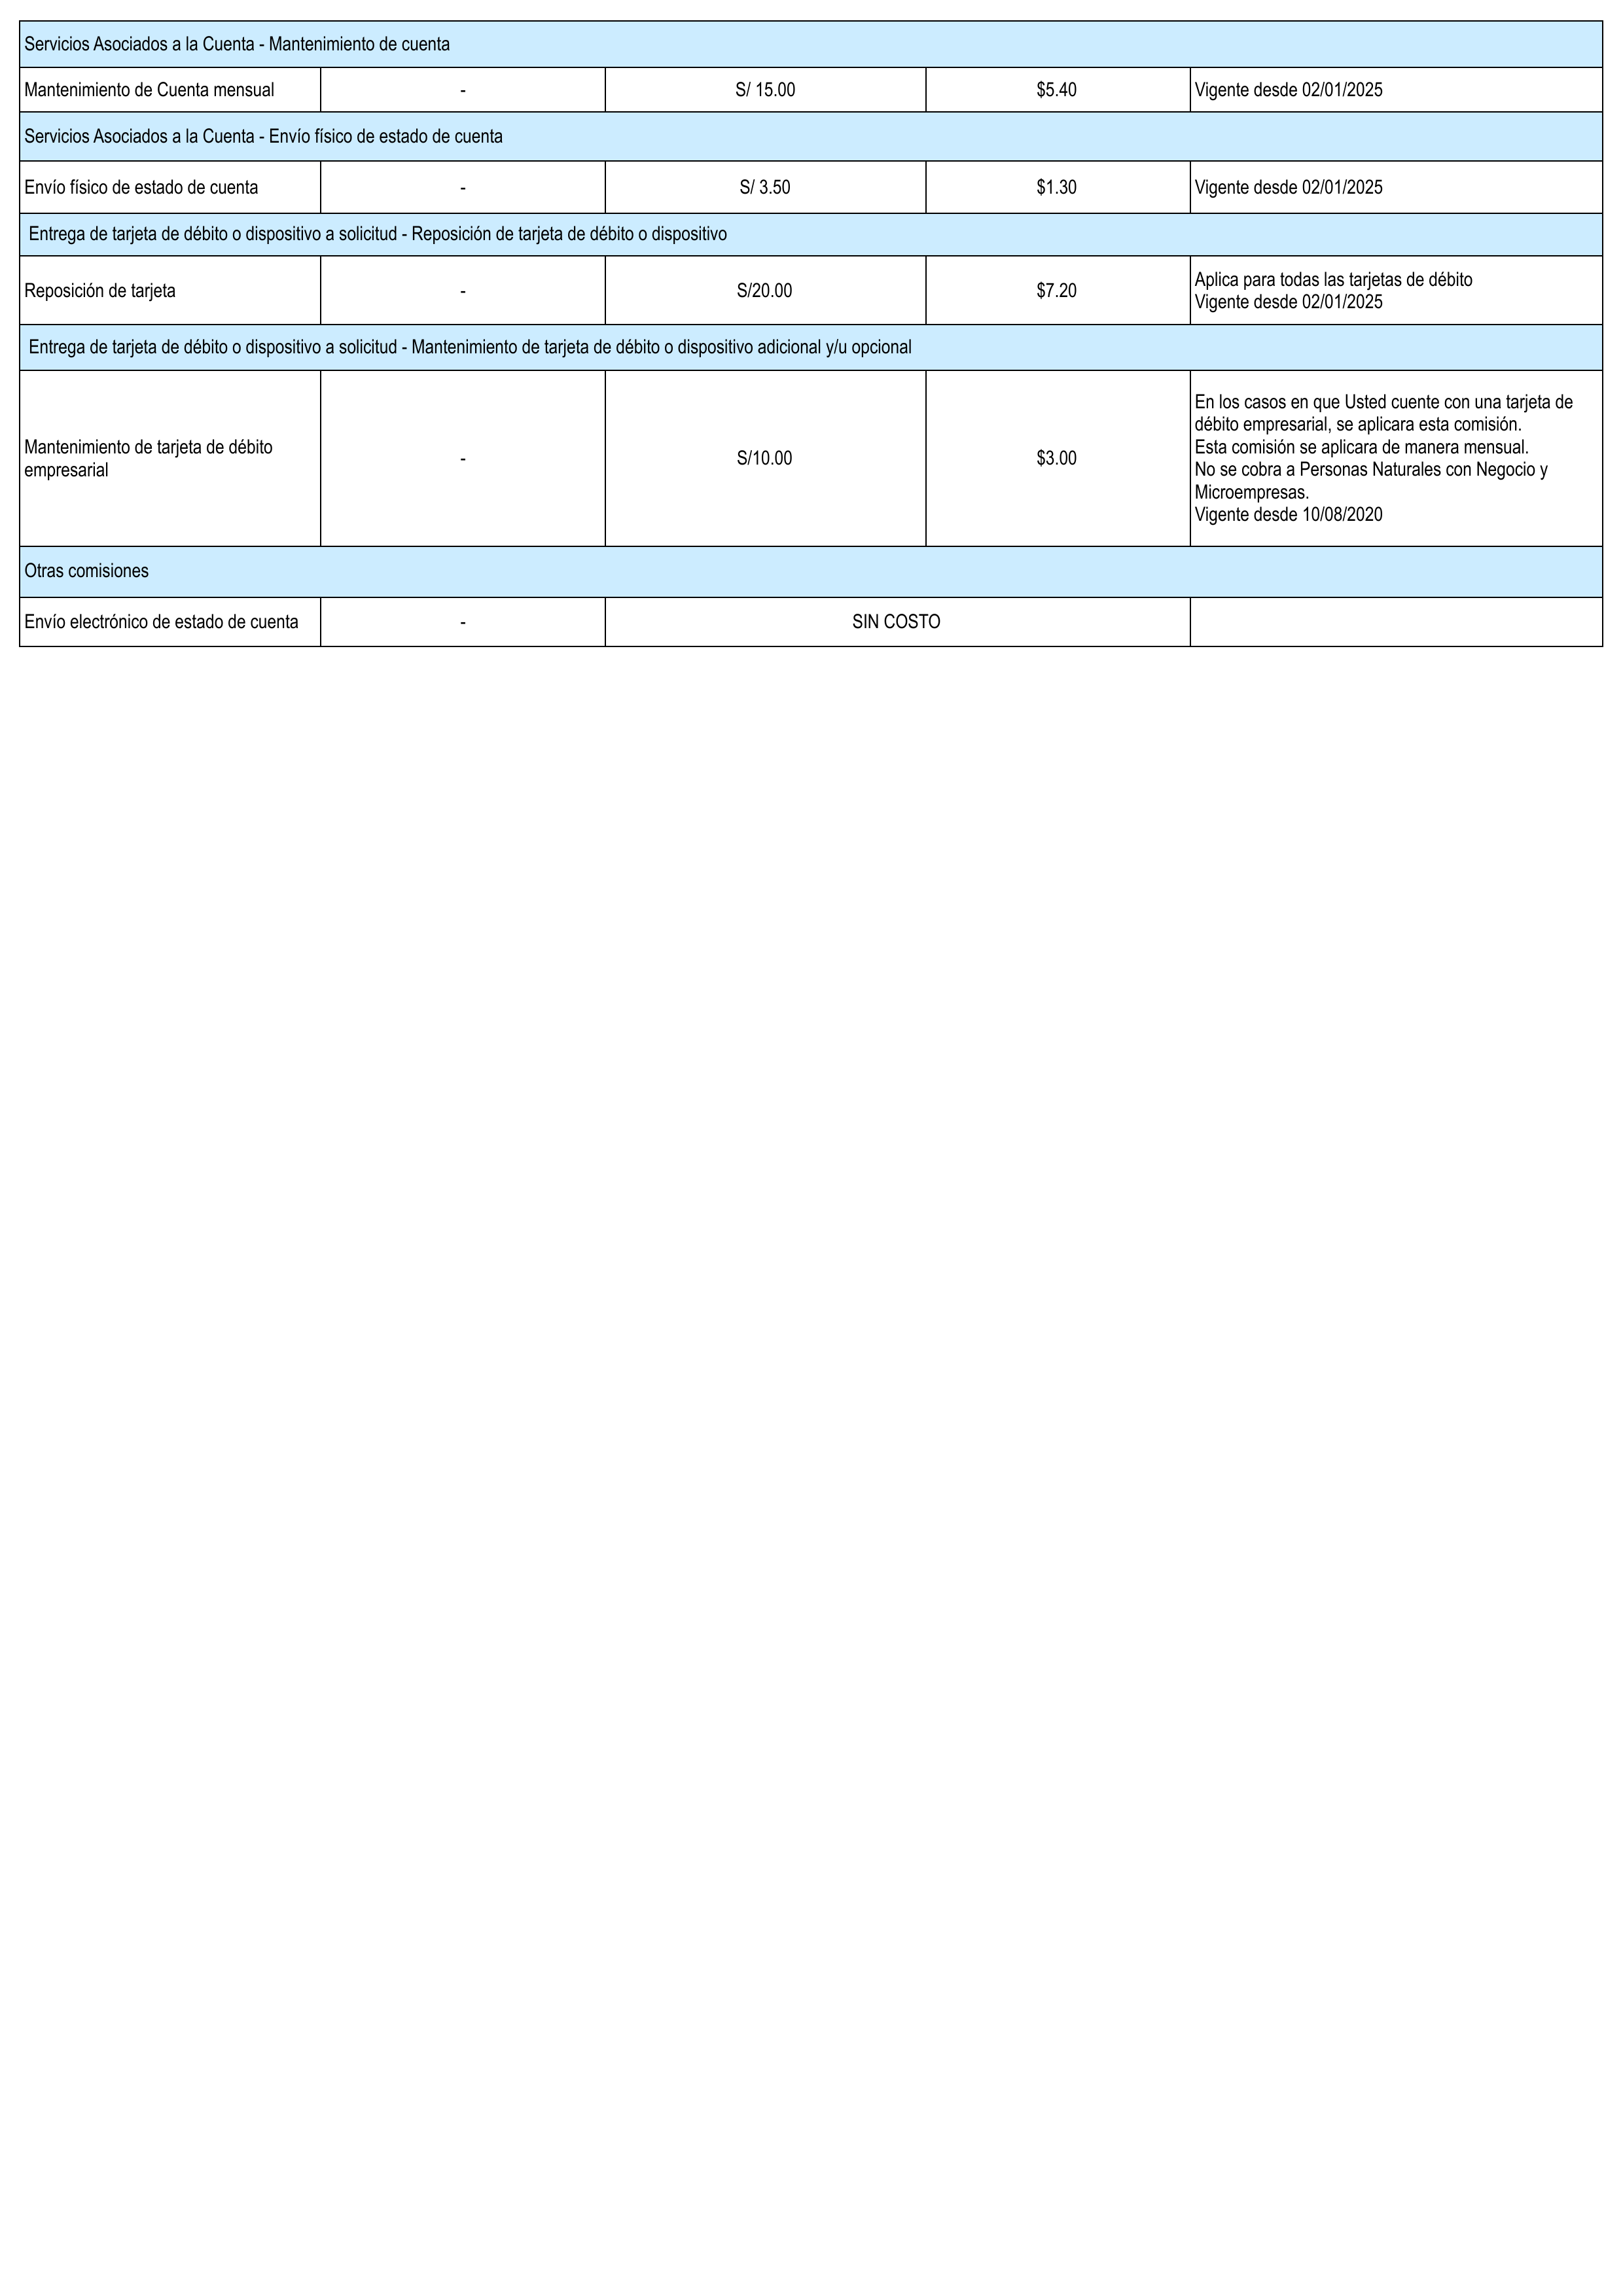 Servicios Asociados a la Cuenta - Mantenimiento de cuenta
Mantenimiento de Cuenta mensual - S/ 15.00 $5.40 Vigente desde 02/01/2025
Servicios Asociados a la Cuenta - Envío físico de estado de cuenta
Envío físico de estado de cuenta - S/ 3.50 $1.30 Vigente desde 02/01/2025
Entrega de tarjeta de débito o dispositivo a solicitud - Reposición de tarjeta de débito o dispositivo
Reposición de tarjeta - S/20.00 $7.20
Aplica para todas las tarjetas de débito
Vigente desde 02/01/2025
Entrega de tarjeta de débito o dispositivo a solicitud - Mantenimiento de tarjeta de débito o dispositivo adicional y/u opcional
Mantenimiento de tarjeta de débito
empresarial
- S/10.00 $3.00
En los casos en que Usted cuente con una tarjeta de
débito empresarial, se aplicara esta comisión.
Esta comisión se aplicara de manera mensual.
No se cobra a Personas Naturales con Negocio y
Microempresas.
Vigente desde 10/08/2020
Otras comisiones
Envío electrónico de estado de cuenta - SIN COSTO